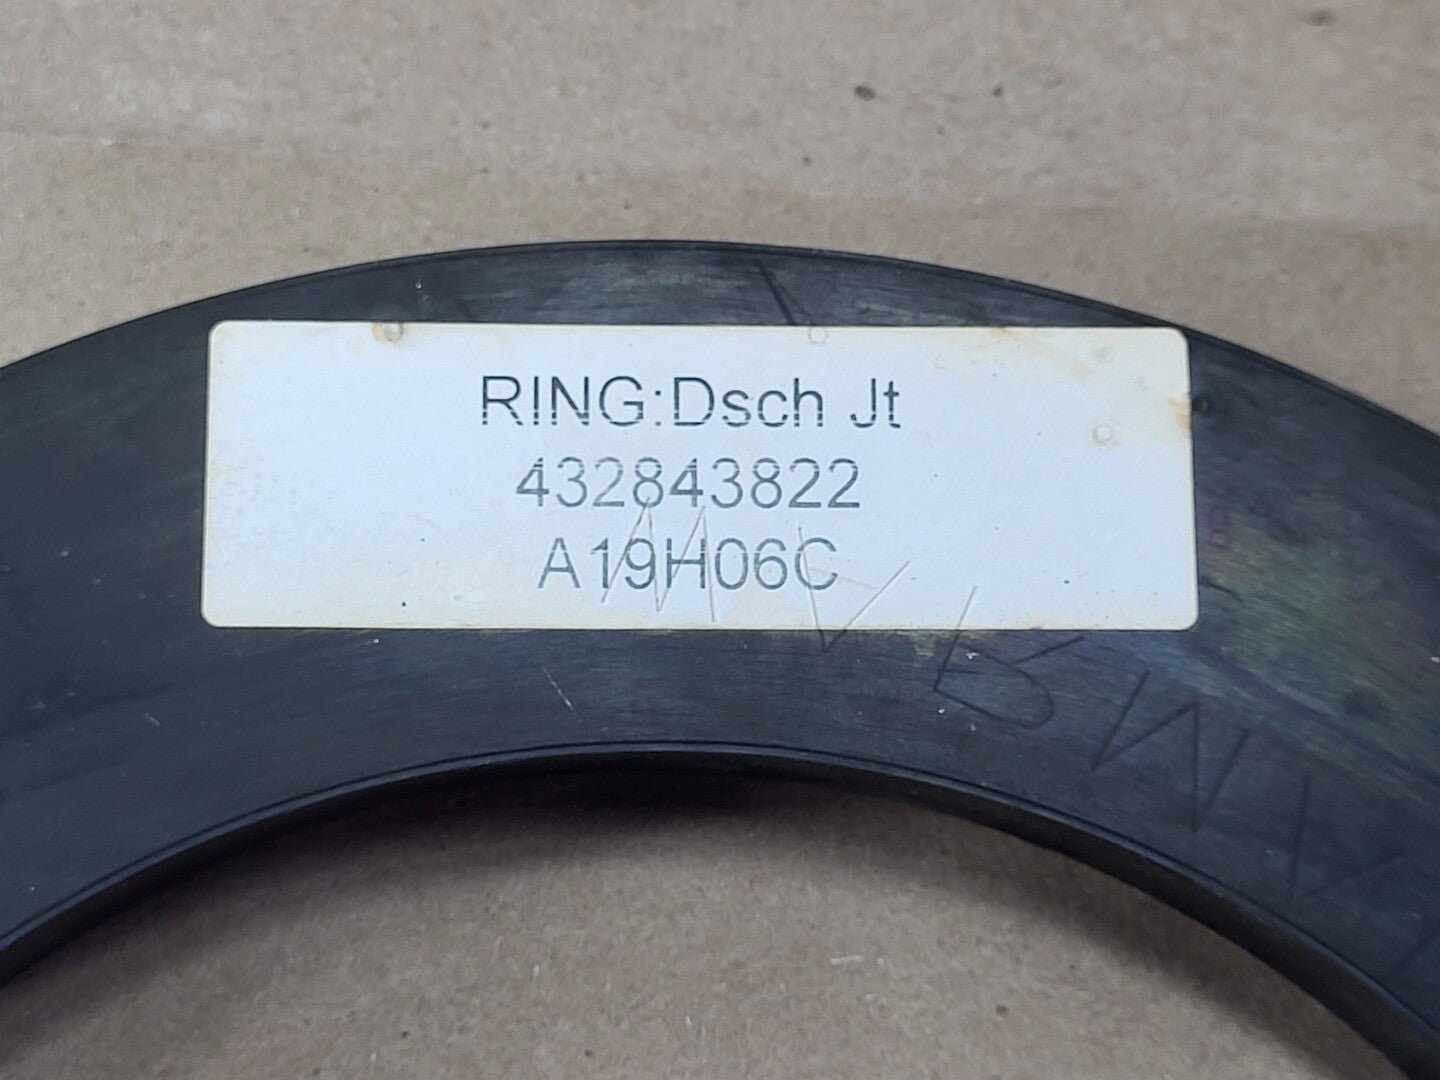 RING:Dsch Jt
432843822
A19H06C